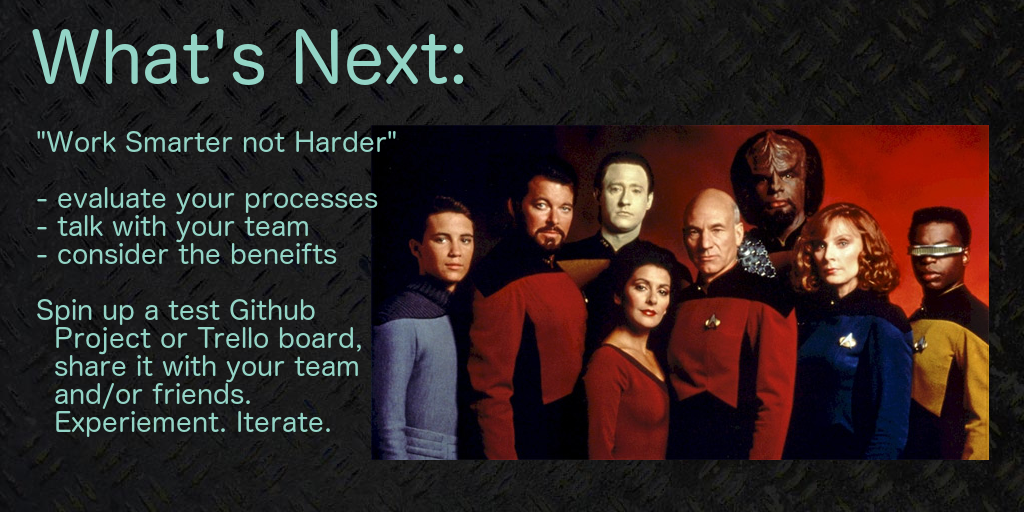 What's Next:
"Work Smarter not Harder"
- evaluate your processes
- talk with your team
- consider the beneifts
Spin up a test Github
Project or Trello board,
share it with your team
and/or friends.
Experiement. Iterate.